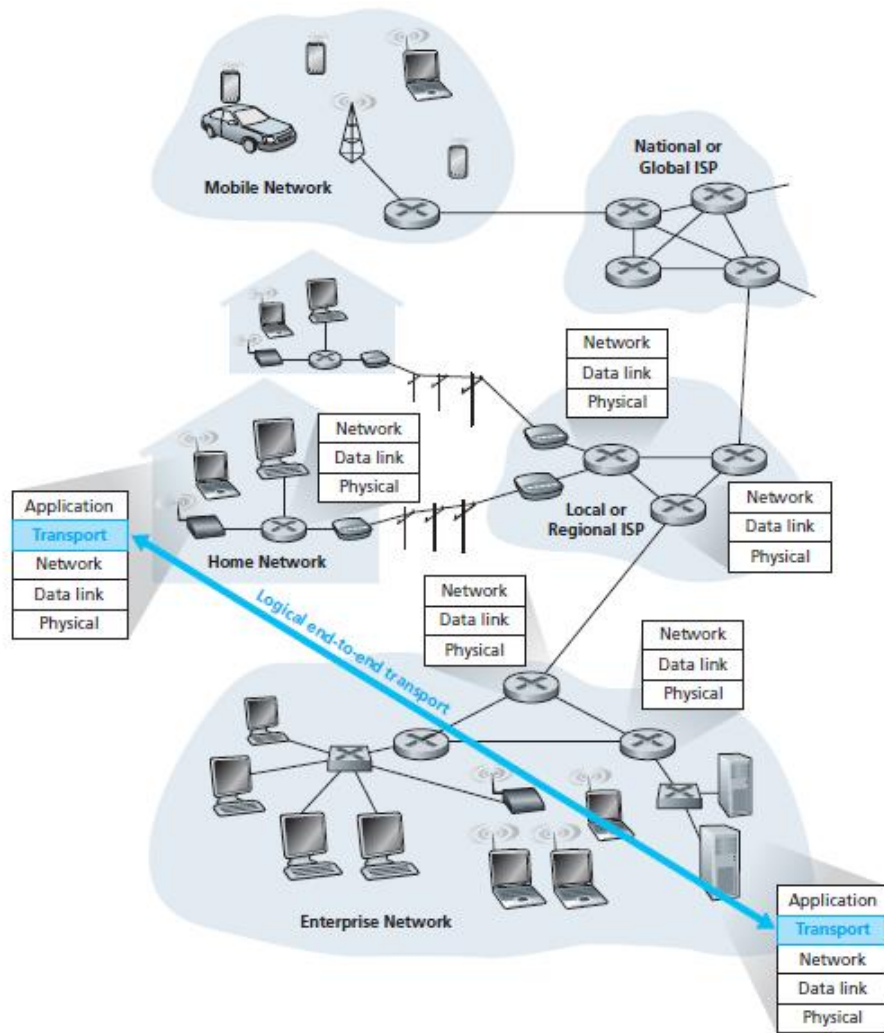 National or
Global ISP
Mobile Network
Network
Data link
Physical
Network
Data link
Physical
Application
Transport
Network
Data link
Physical
Home Network
Local or
Regional ISP
Network
Data link
Physical
Network
Data link
Physical
Logical end-to-end transport
Network
Data link
Physical
Enterprise Network
Application
Transport
Network
Data link
Physical